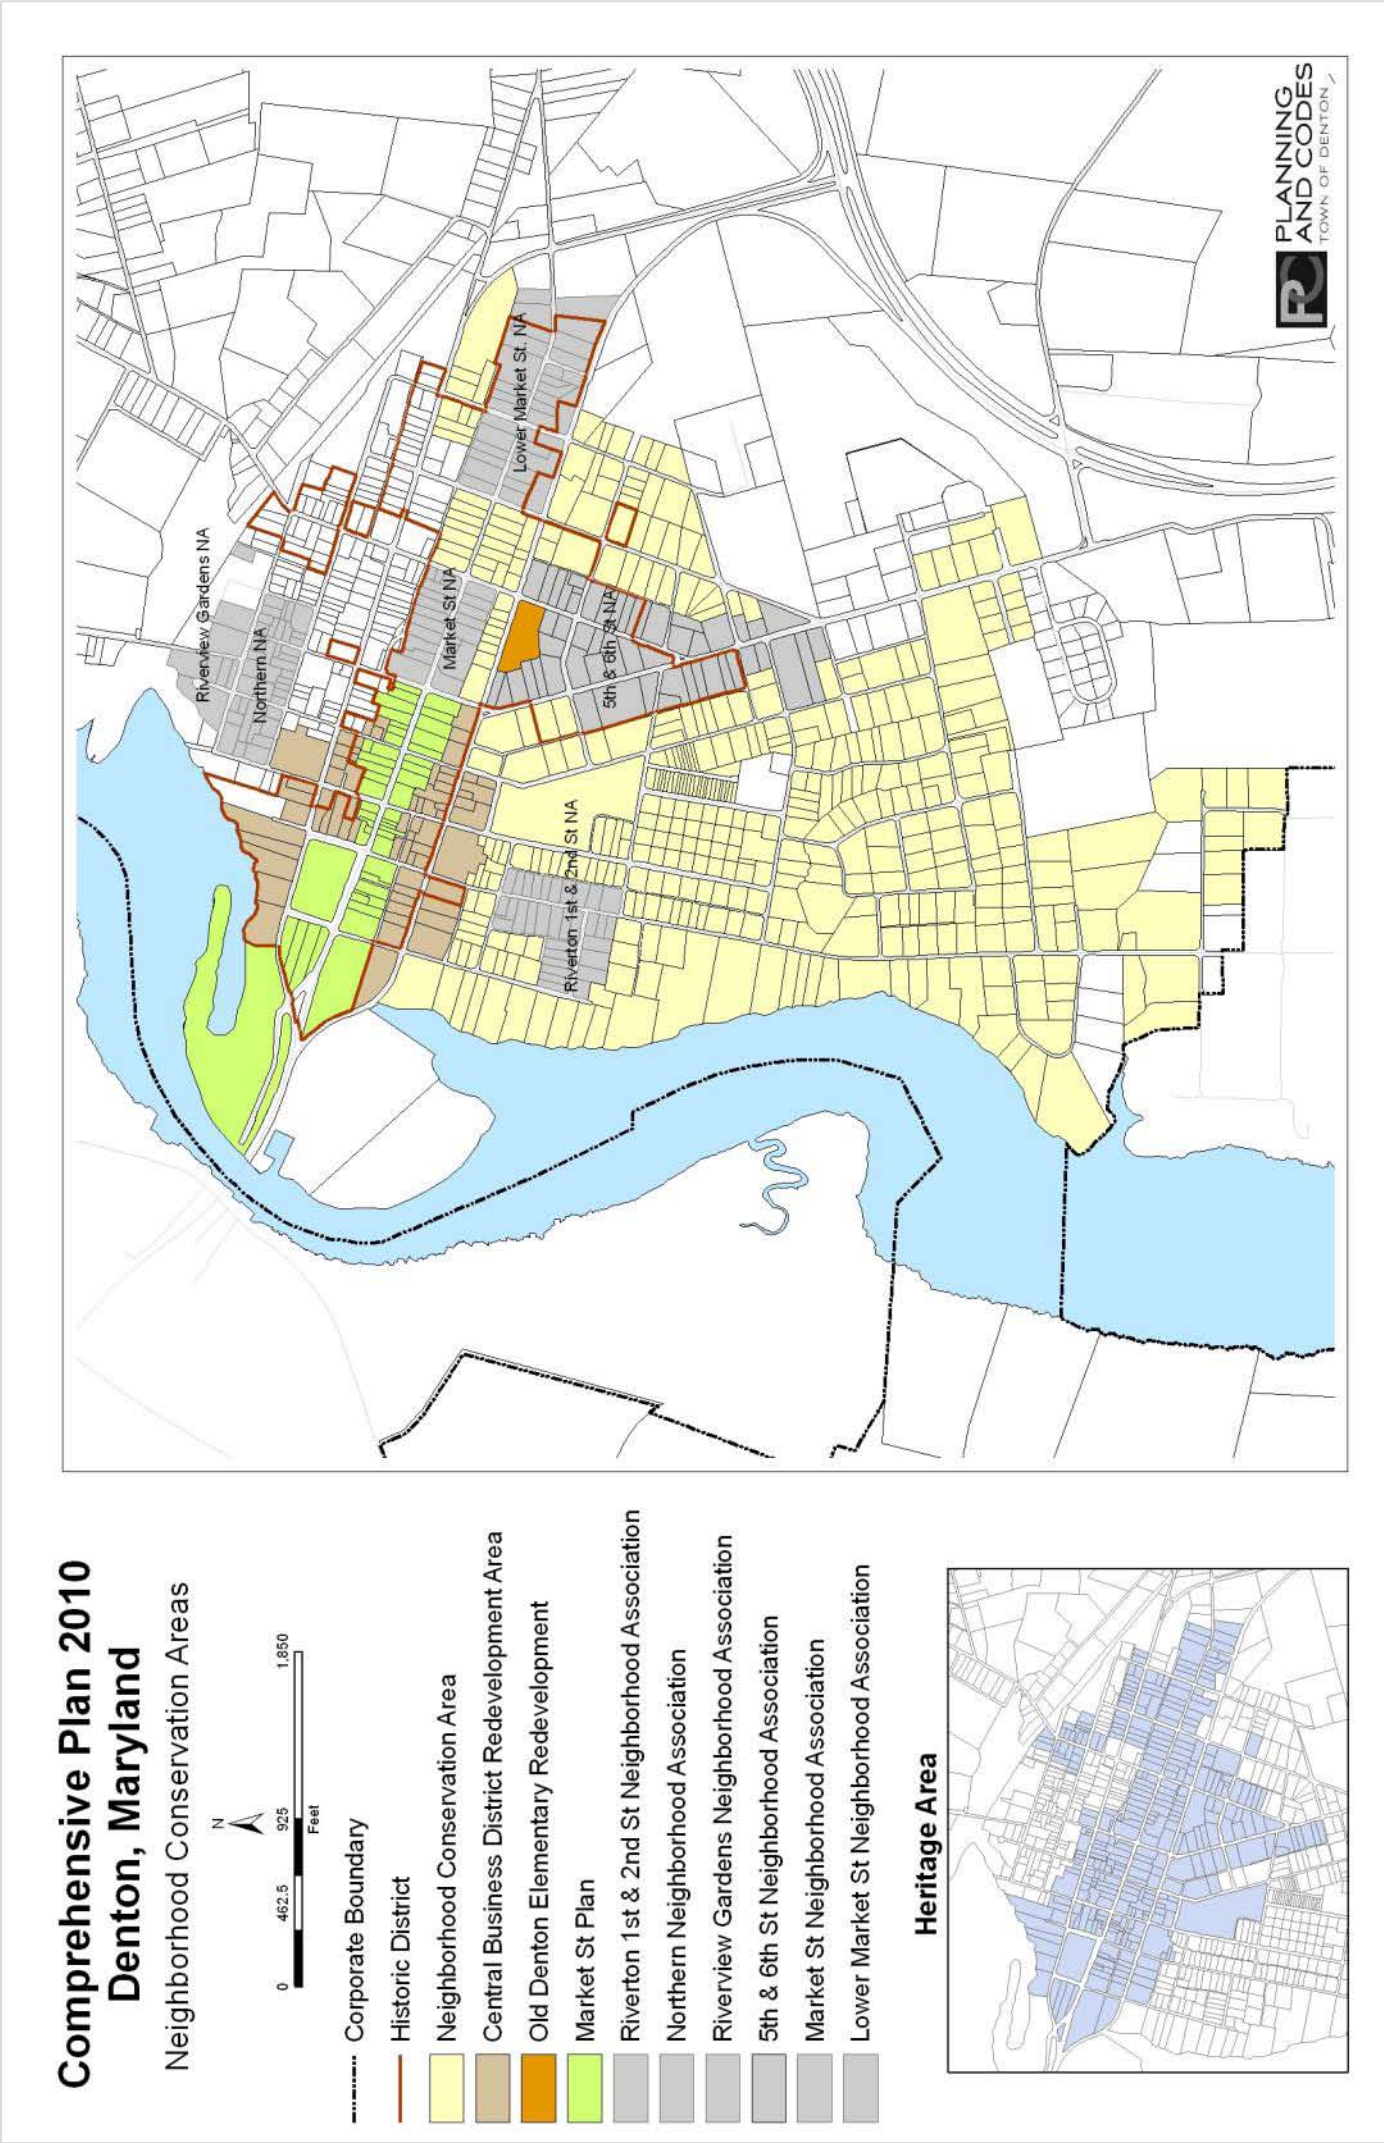 Comprehensive Plan 2010
Denton, Maryland
Neighborhood Conservation Areas
N
0 462.5 925 1,850
Feet
Corporate Boundary
Historic District
Neighborhood Conservation Area
Central Business District Redevelopment Area
Old Denton Elementary Redevelopment
Market St Plan
Riverton 1st & 2nd St Neighborhood Association
Northern Neighborhood Association
Riverview Gardens Neighborhood Association
5th & 6th St Neighborhood Association
Market St Neighborhood Association
Lower Market St Neighborhood Association
Heritage Area
Riverview Gardens NA
Northern NA
Market St NA
Lower Market St. NA
5th & 6th St NA
Riverton 1st & 2nd St NA
PC
PLANNING
AND CODES
TOWN OF DENTON